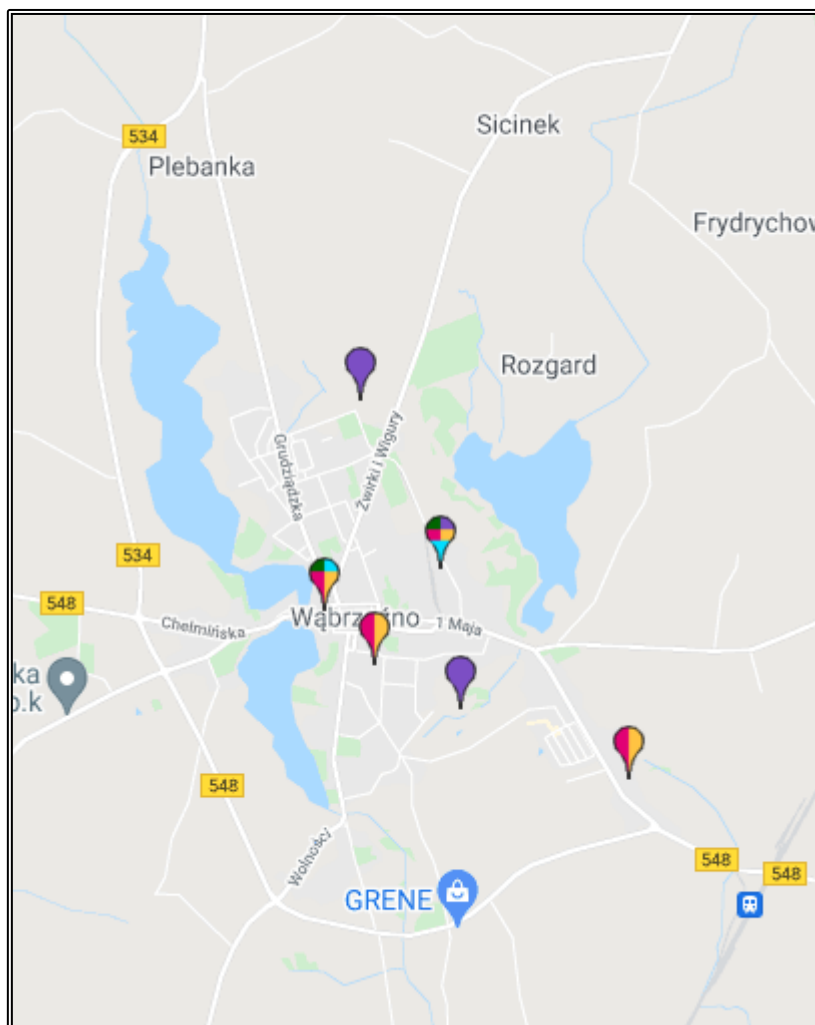 Sicinek
534
Plebanka
Frydrychow
Rozgard
Grudziądzka
Żwirki i Wigury
534
548
Chełmińska
Wąbrzeźno
1 Maja
ka
o.k
548
Wolności
GRENE
548
548